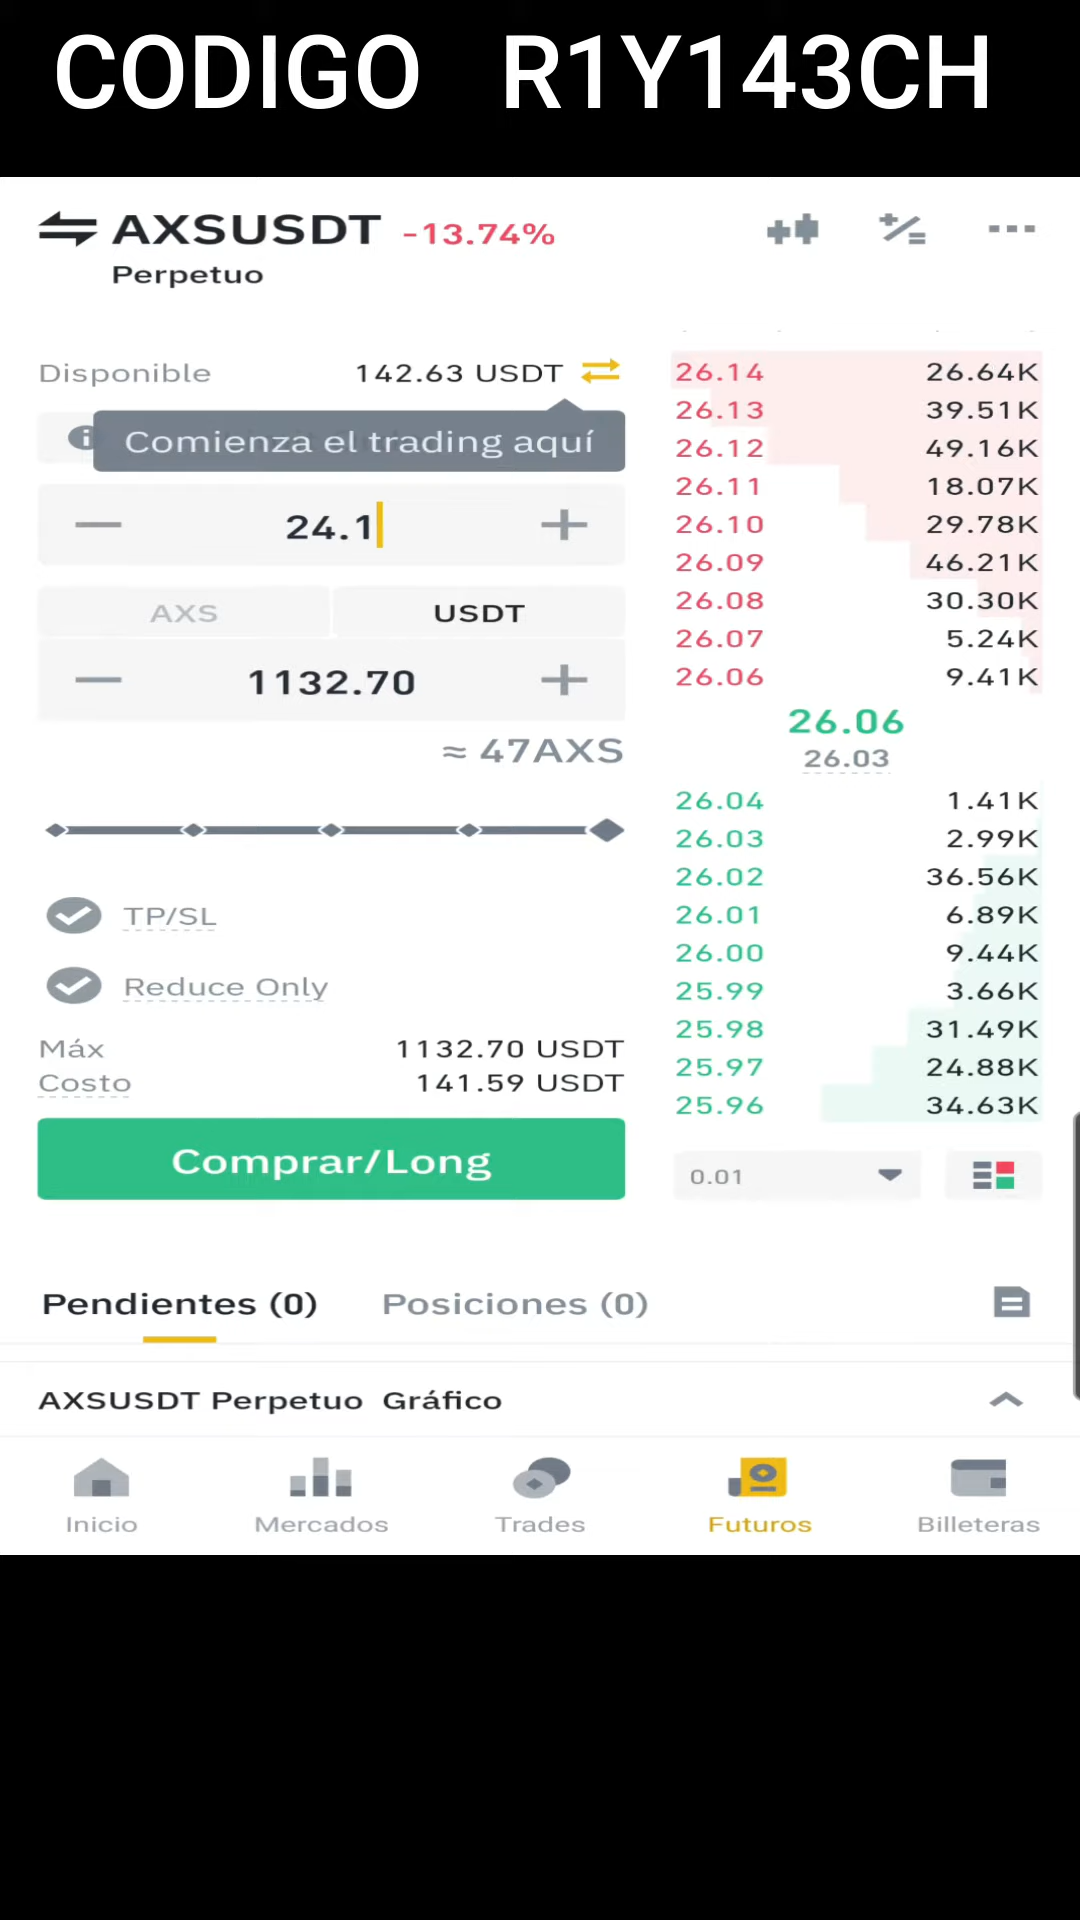 CODIGO R1Y143CH
AXSUSDT -13.74%
Perpetuo
Disponible 142.63 USDT
Comienza el trading aquí
24.1
AXS USDT
1132.70
≈ 47AXS
TP/SL
Reduce Only
Máx 1132.70 USDT
Costo 141.59 USDT
Comprar/Long
26.14 26.64K
26.13 39.51K
26.12 49.16K
26.11 18.07K
26.10 29.78K
26.09 46.21K
26.08 30.30K
26.07 5.24K
26.06 9.41K
26.06
26.03
26.04 1.41K
26.03 2.99K
26.02 36.56K
26.01 6.89K
26.00 9.44K
25.99 3.66K
25.98 31.49K
25.97 24.88K
25.96 34.63K
0.01
Pendientes (0) Posiciones (0)
AXSUSDT Perpetuo Gráfico
Inicio Mercados Trades Futuros Billeteras